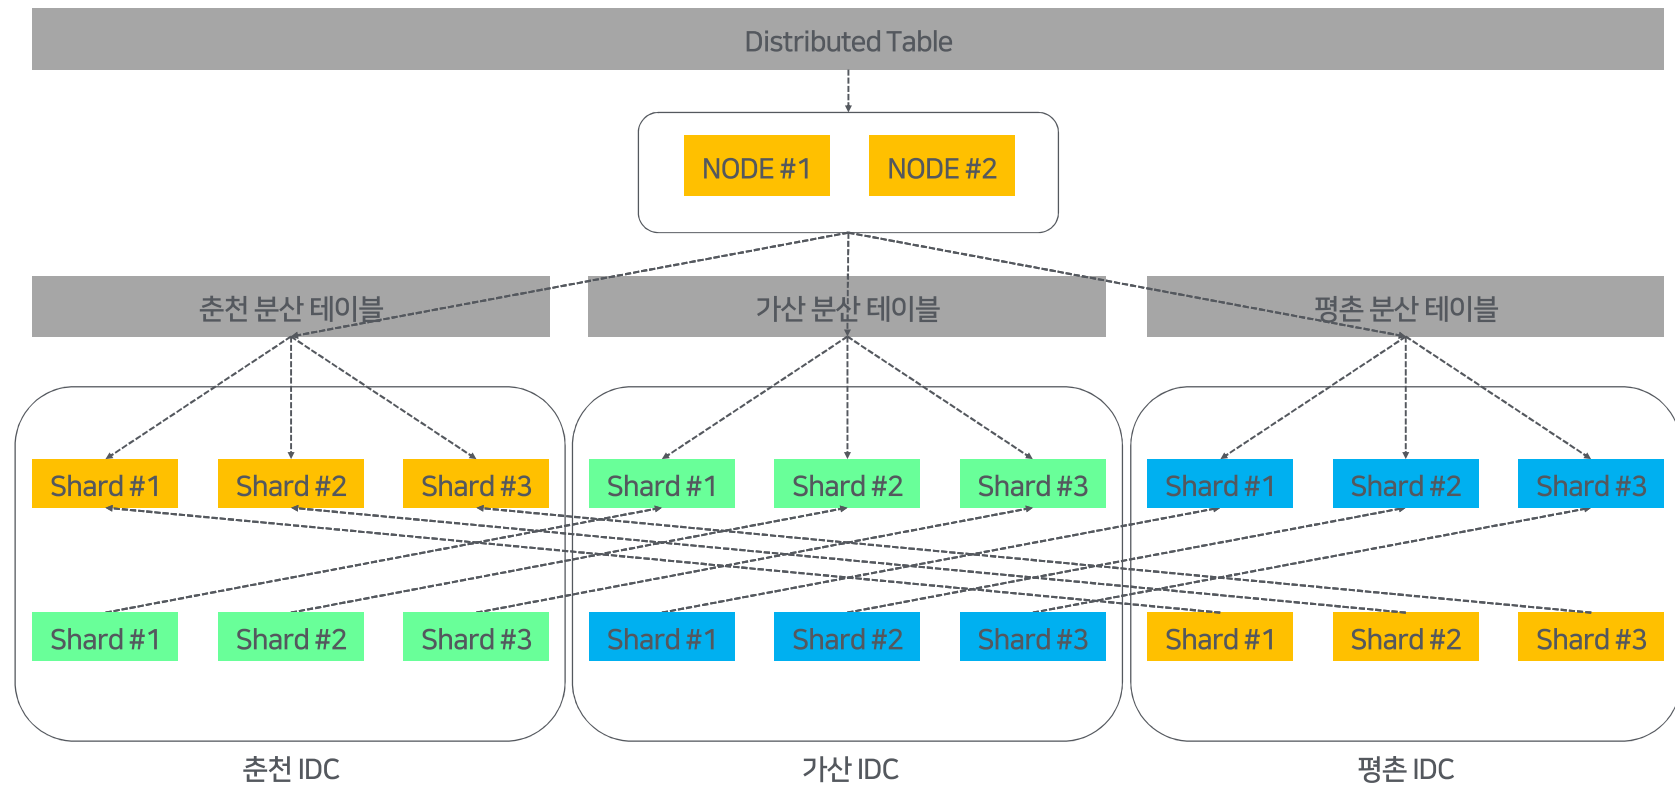 Distributed Table
NODE #1
NODE #2
춘천 분산 테이블
가산 분산 테이블
평촌 분산 테이블
Shard #1
Shard #2
Shard #3
Shard #1
Shard #2
Shard #3
Shard #1
Shard #2
Shard #3
Shard #1
Shard #2
Shard #3
Shard #1
Shard #2
Shard #3
Shard #1
Shard #2
Shard #3
춘천 IDC
가산 IDC
평촌 IDC